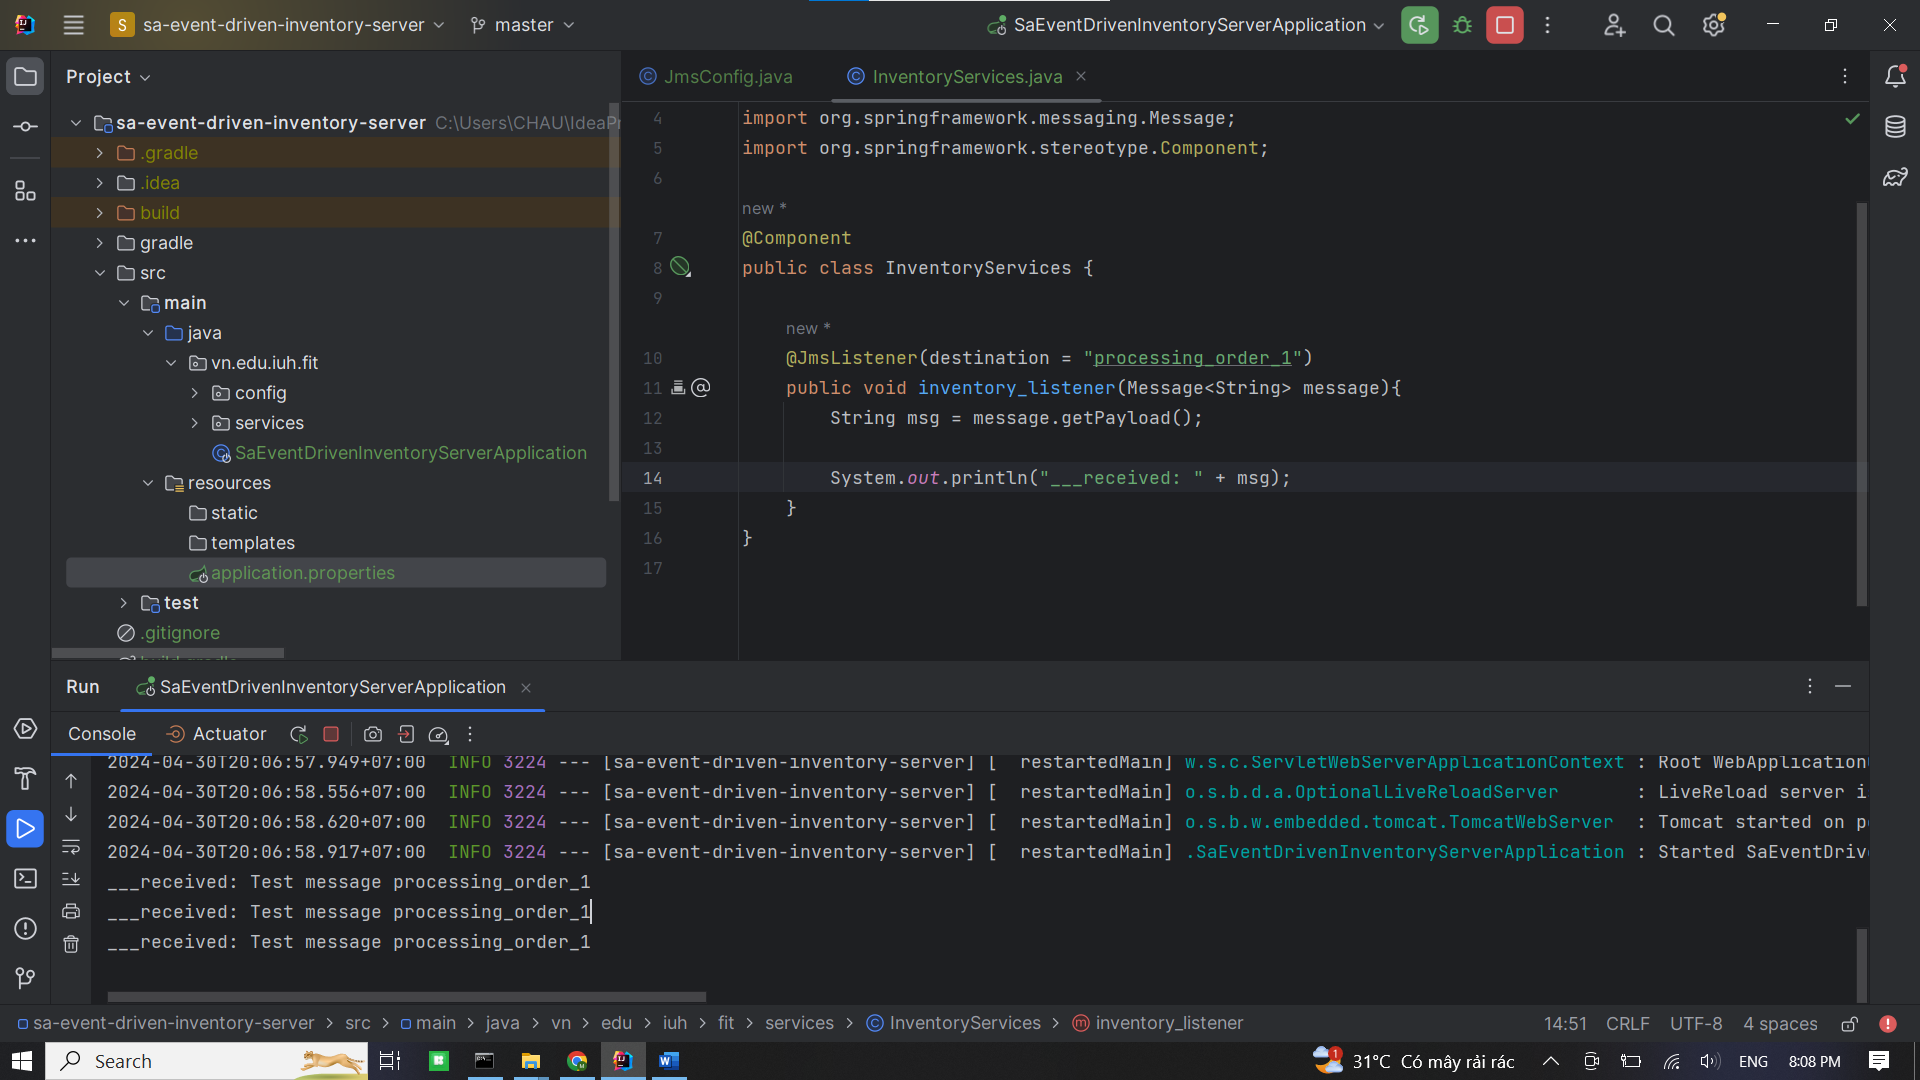 S sa-event-driven-inventory-server master SaEventDrivenInventoryServerApplication
Project
sa-event-driven-inventory-server C:\Users\CHAU\IdeaPr
.gradle
.idea
build
gradle
src
main
java
vn.edu.iuh.fit
config
services
SaEventDrivenInventoryServerApplication
resources
static
templates
application.properties
test
.gitignore
build.gradle
JmsConfig.java InventoryServices.java
4 import org.springframework.messaging.Message;
5 import org.springframework.stereotype.Component;
6
new *
7 @Component
8 public class InventoryServices {
9
new *
10 @JmsListener(destination = "processing_order_1")
11 public void inventory_listener(Message<String> message){
12 String msg = message.getPayload();
13
14 System.out.println("___received: " + msg);
15 }
16 }
17
Run SaEventDrivenInventoryServerApplication
Console Actuator
2024-04-30T20:06:57.949+07:00 INFO 3224 --- [sa-event-driven-inventory-server] [ restartedMain] w.s.c.ServletWebServerApplicationContext : Root WebApplication
2024-04-30T20:06:58.556+07:00 INFO 3224 --- [sa-event-driven-inventory-server] [ restartedMain] o.s.b.d.a.OptionalLiveReloadServer : LiveReload server i
2024-04-30T20:06:58.620+07:00 INFO 3224 --- [sa-event-driven-inventory-server] [ restartedMain] o.s.b.w.embedded.tomcat.TomcatWebServer : Tomcat started on p
2024-04-30T20:06:58.917+07:00 INFO 3224 --- [sa-event-driven-inventory-server] [ restartedMain] .SaEventDrivenInventoryServerApplication : Started SaEventDriv
___received: Test message processing_order_1
___received: Test message processing_order_1
___received: Test message processing_order_1
sa-event-driven-inventory-server > src > main > java > vn > edu > iuh > fit > services > InventoryServices > inventory_listener 14:51 CRLF UTF-8 4 spaces
Search 1 31°C Có mây rải rác ENG 8:08 PM